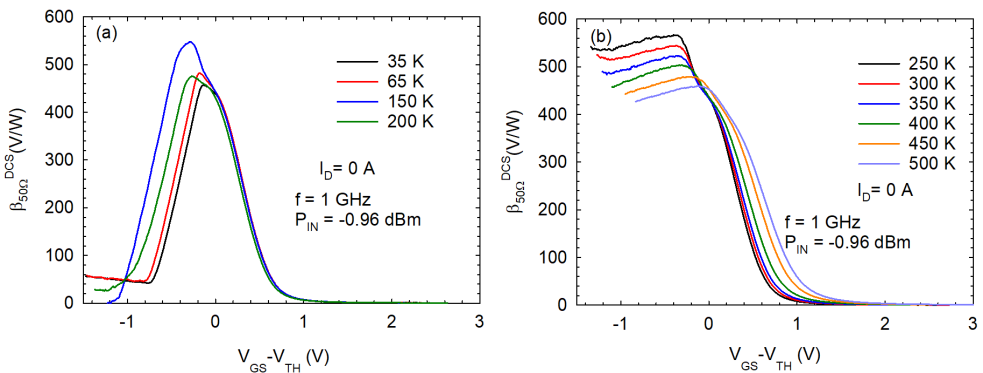 (a)
600
500
400
300
200
100
0
-1 0 1 2 3
β50Ω^DCS (V/W)
VGS-VTH (V)
35 K
65 K
150 K
200 K
ID= 0 A
f = 1 GHz
PIN = -0.96 dBm
(b)
600
500
400
300
200
100
0
-1 0 1 2 3
β50Ω^DCS (V/W)
VGS-VTH (V)
250 K
300 K
350 K
400 K
450 K
500 K
ID= 0 A
f = 1 GHz
PIN = -0.96 dBm